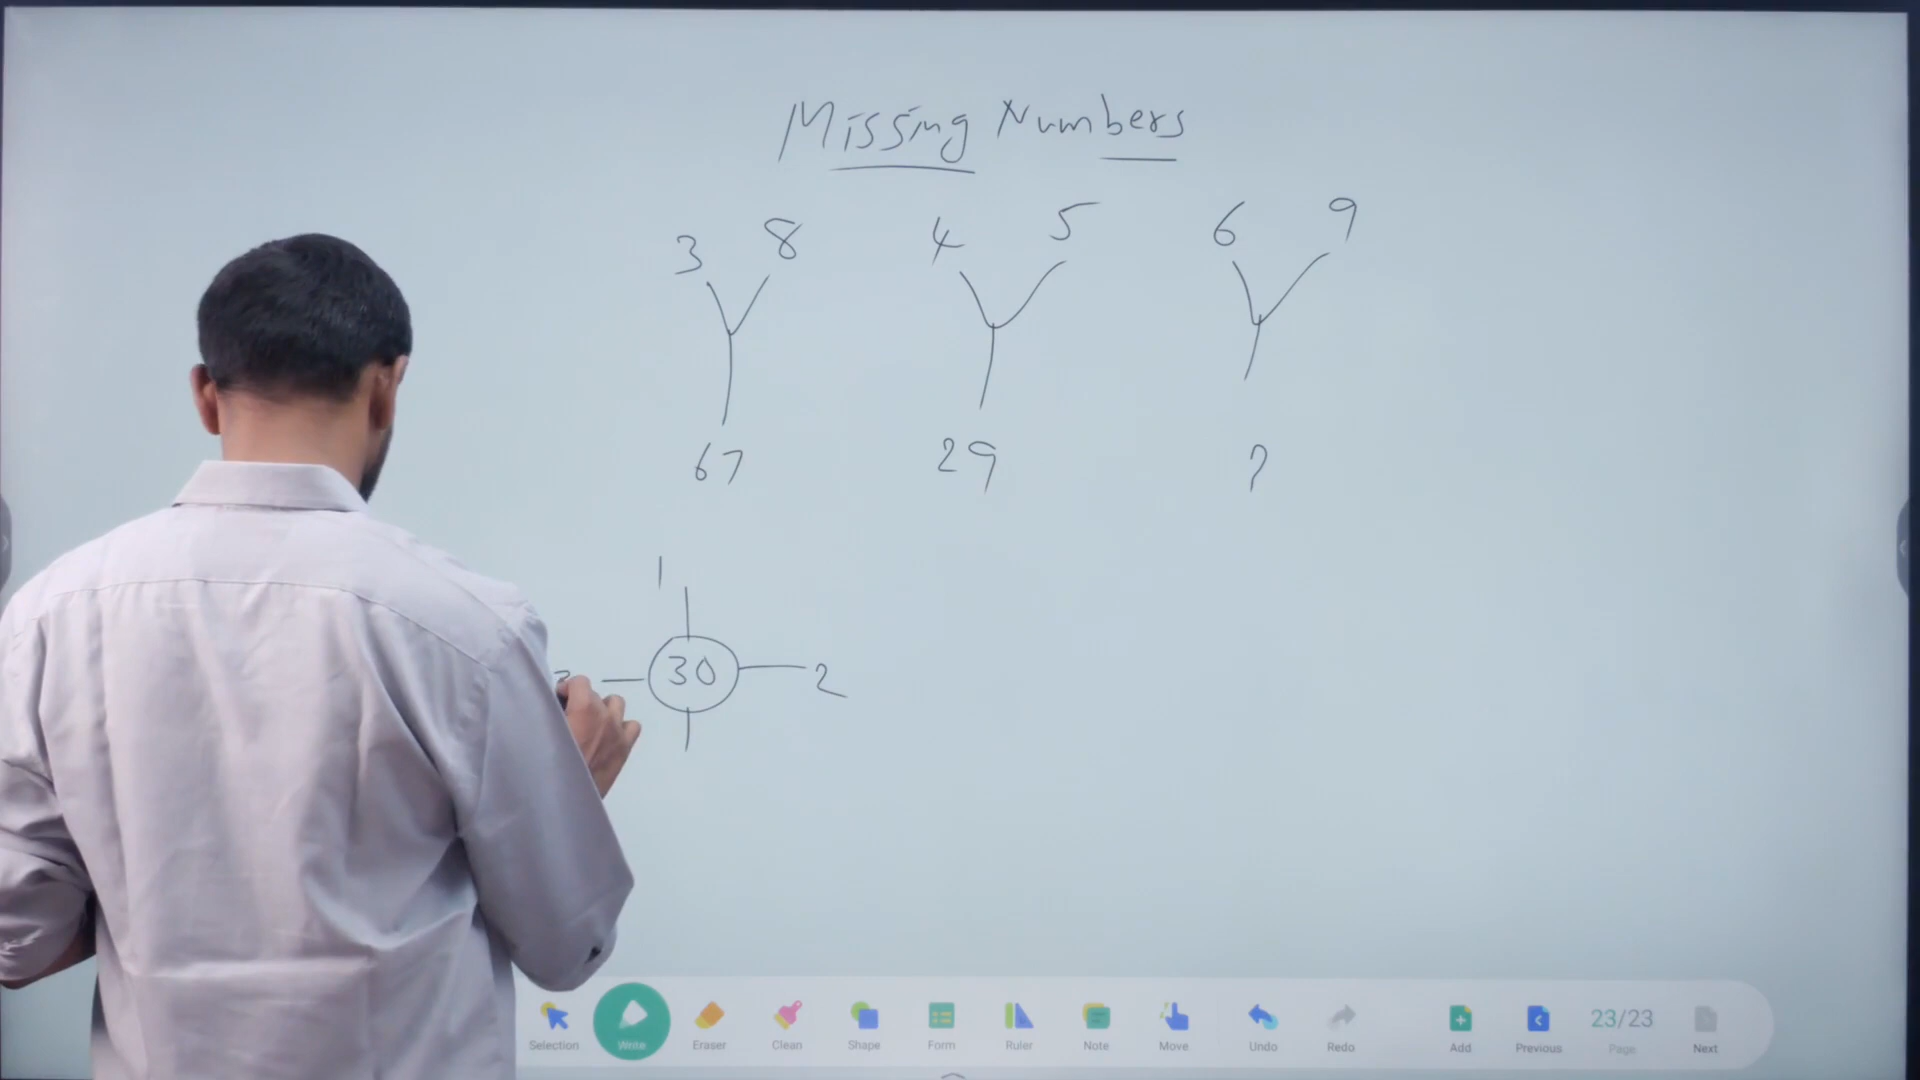 Missing Numbers
3 8 4 5 6 9
67 29 ?
1
30 2
Selection Write Eraser Clean Shape Form Ruler Note Move Undo Redo Add Previous 23/23 Page Next